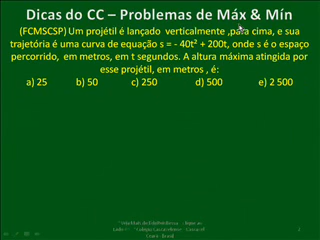 Dicas do CC – Problemas de Máx & Mín
(FCMSCSP) Um projétil é lançado verticalmente ,para cima, e sua
trajetória é uma curva de equação s = - 40t² + 200t, onde s é o espaço
percorrido, em metros, em t segundos. A altura máxima atingida por
esse projétil, em metros , é:
a) 25 b) 50 c) 250 d) 500 e) 2 500